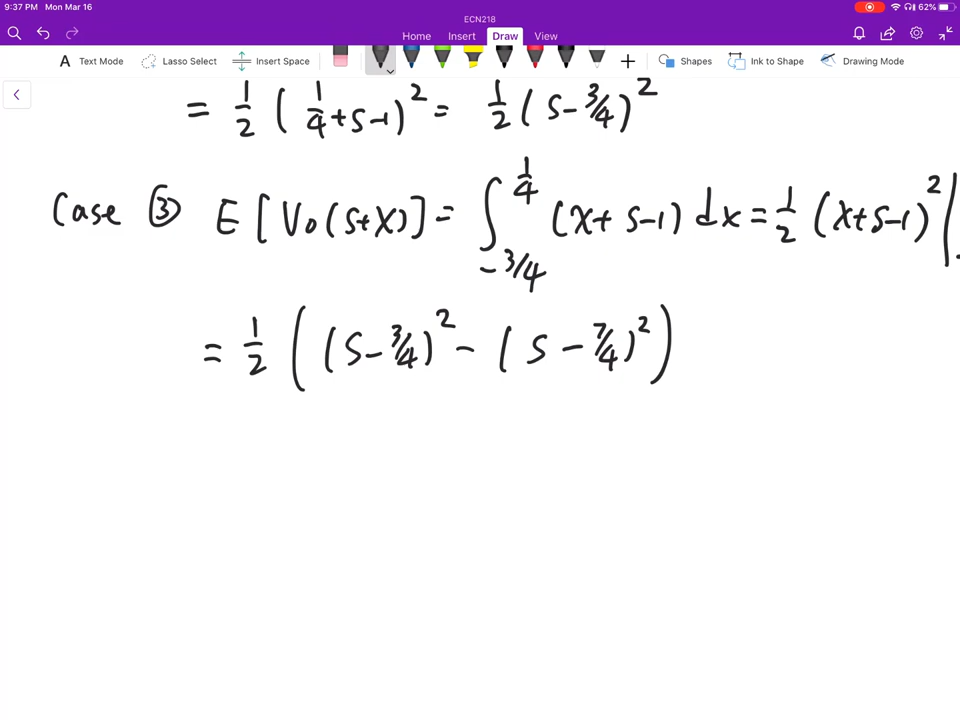 9:37 PM Mon Mar 16 62%
ECN218
Home Insert Draw View
A Text Mode Lasso Select Insert Space + Shapes Ink to Shape Drawing Mode
= 1/2 (1/4 + S-1)² = 1/2 (S - 3/4)²
Case ③ E[V₀(S+X)] = ∫_{-3/4}^{1/4} (x + S-1) dx = 1/2 (x+S-1)² |
= 1/2 ((S - 3/4)² - (S - 7/4)²)